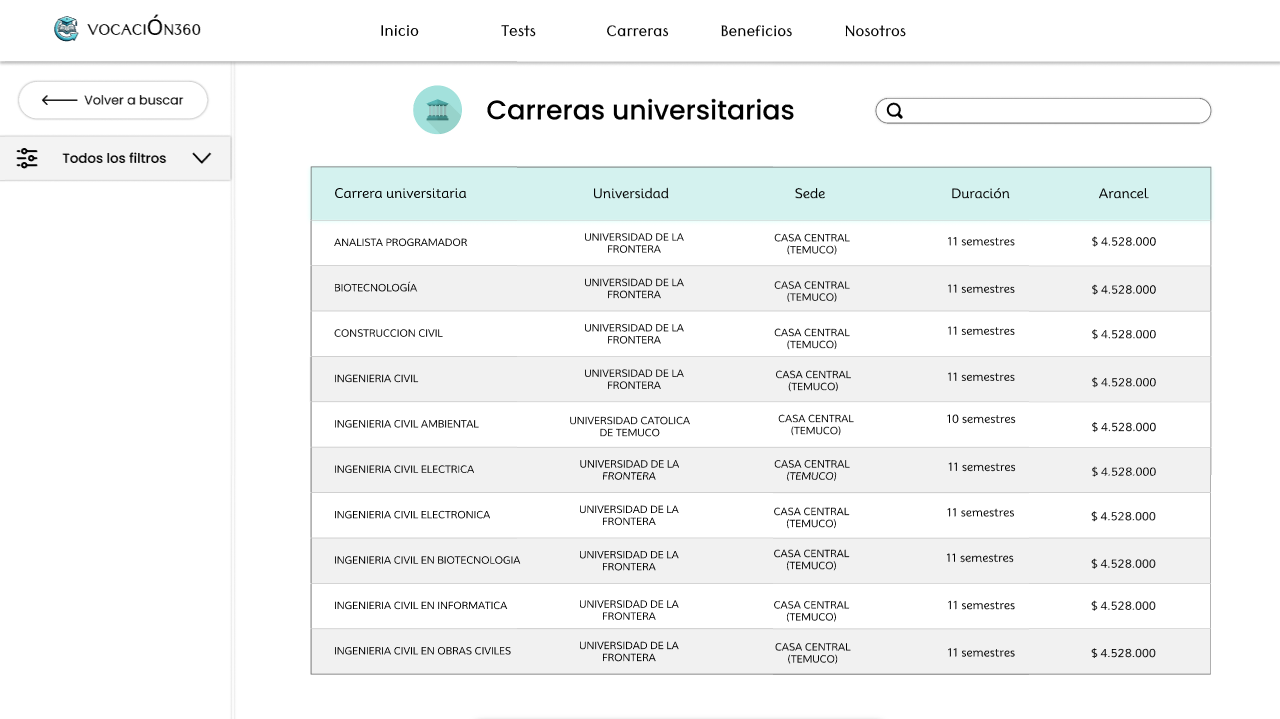 VOCACIÓN360
Inicio Tests Carreras Beneficios Nosotros
Volver a buscar
Todos los filtros
Carreras universitarias
Carrera universitaria Universidad Sede Duración Arancel
ANALISTA PROGRAMADOR UNIVERSIDAD DE LA FRONTERA CASA CENTRAL (TEMUCO) 11 semestres $ 4.528.000
BIOTECNOLOGÍA UNIVERSIDAD DE LA FRONTERA CASA CENTRAL (TEMUCO) 11 semestres $ 4.528.000
CONSTRUCCION CIVIL UNIVERSIDAD DE LA FRONTERA CASA CENTRAL (TEMUCO) 11 semestres $ 4.528.000
INGENIERIA CIVIL UNIVERSIDAD DE LA FRONTERA CASA CENTRAL (TEMUCO) 11 semestres $ 4.528.000
INGENIERIA CIVIL AMBIENTAL UNIVERSIDAD CATOLICA DE TEMUCO CASA CENTRAL (TEMUCO) 10 semestres $ 4.528.000
INGENIERIA CIVIL ELECTRICA UNIVERSIDAD DE LA FRONTERA CASA CENTRAL (TEMUCO) 11 semestres $ 4.528.000
INGENIERIA CIVIL ELECTRONICA UNIVERSIDAD DE LA FRONTERA CASA CENTRAL (TEMUCO) 11 semestres $ 4.528.000
INGENIERIA CIVIL EN BIOTECNOLOGIA UNIVERSIDAD DE LA FRONTERA CASA CENTRAL (TEMUCO) 11 semestres $ 4.528.000
INGENIERIA CIVIL EN INFORMATICA UNIVERSIDAD DE LA FRONTERA CASA CENTRAL (TEMUCO) 11 semestres $ 4.528.000
INGENIERIA CIVIL EN OBRAS CIVILES UNIVERSIDAD DE LA FRONTERA CASA CENTRAL (TEMUCO) 11 semestres $ 4.528.000